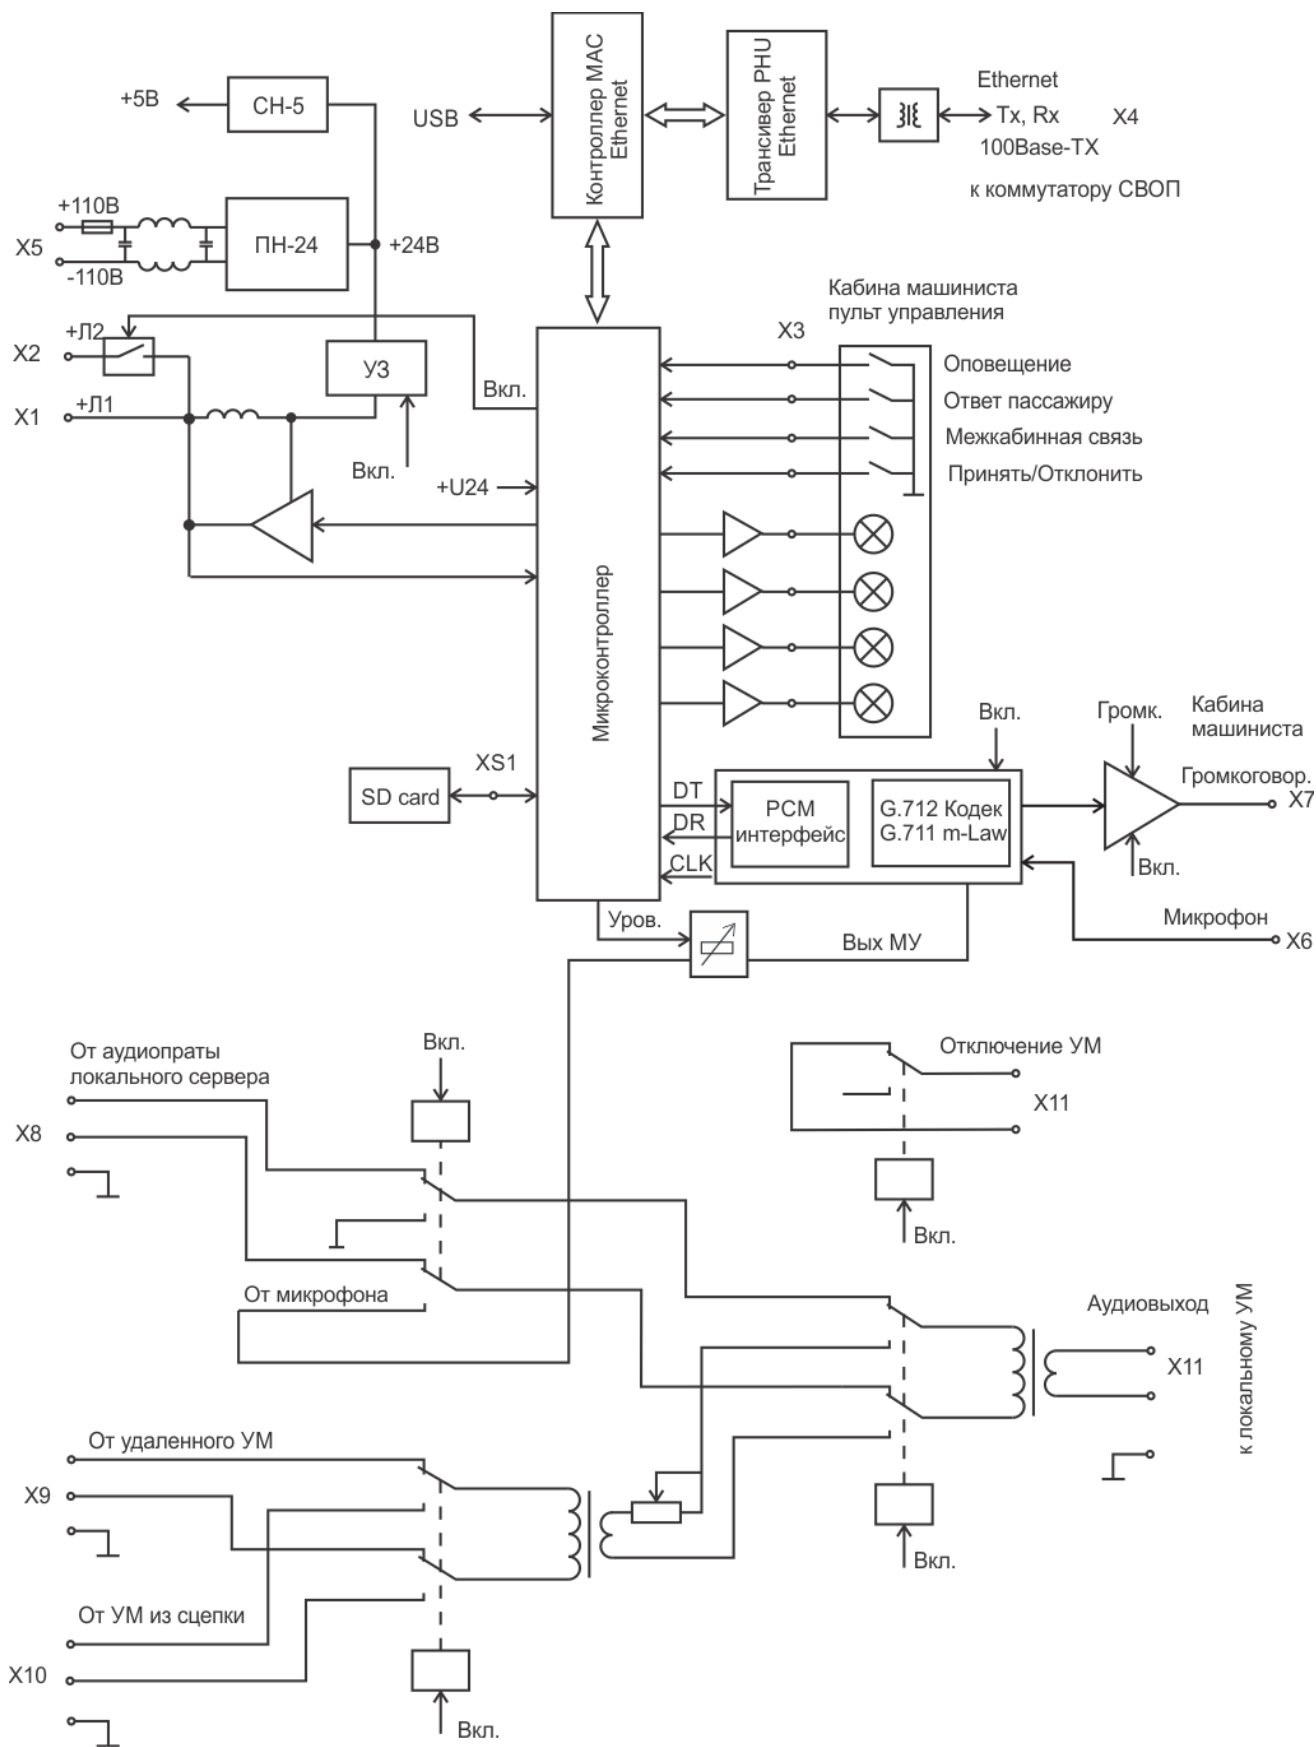 Контроллер MAC
Ethernet
Трансивер PHU
Ethernet
+5В
СН-5
USB
Ethernet
Tx, Rx
X4
100Base-TX
к коммутатору СВОП
+110В
X5
-110В
ПН-24
+24В
+Л2
X2
УЗ
+Л1
X1
Вкл.
Вкл.
+U24
Микроконтроллер
Кабина машиниста
пульт управления
X3
Оповещение
Ответ пассажиру
Межкабинная связь
Принять/Отклонить
SD card
XS1
DT
DR
CLK
PCM
интерфейс
G.712 Кодек
G.711 m-Law
Вкл.
Громк.
Кабина
машиниста
Громкоговор.
X7
Вкл.
Микрофон
X6
Уров.
Вых МУ
От аудиопраты
локального сервера
X8
Вкл.
От микрофона
Отключение УМ
X11
Вкл.
Аудиовыход
X11
к локальному УМ
Вкл.
От удаленного УМ
X9
От УМ из сцепки
X10
Вкл.